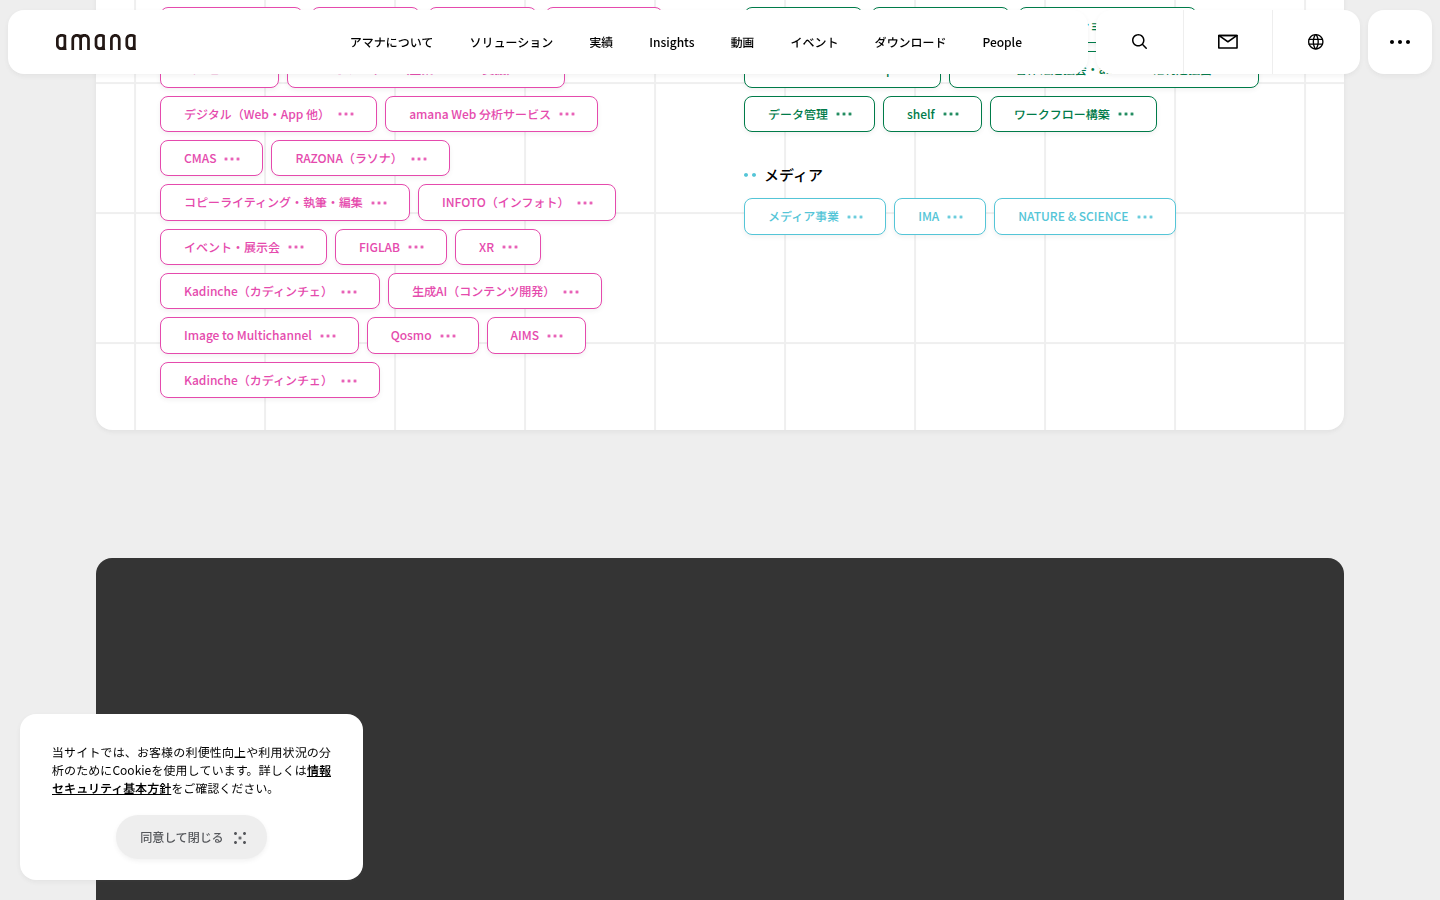 amana
アマナについて
ソリューション
実績
Insights
動画
イベント
ダウンロード
People
デジタル（Web・App 他）
amana Web 分析サービス
CMAS
RAZONA（ラソナ）
コピーライティング・執筆・編集
INFOTO（インフォト）
イベント・展示会
FIGLAB
XR
Kadinche（カディンチェ）
生成AI（コンテンツ開発）
Image to Multichannel
Qosmo
AIMS
Kadinche（カディンチェ）
データ管理
shelf
ワークフロー構築
メディア
メディア事業
IMA
NATURE & SCIENCE
当サイトでは、お客様の利便性向上や利用状況の分
析のためにCookieを使用しています。詳しくは情報
セキュリティ基本方針をご確認ください。
同意して閉じる